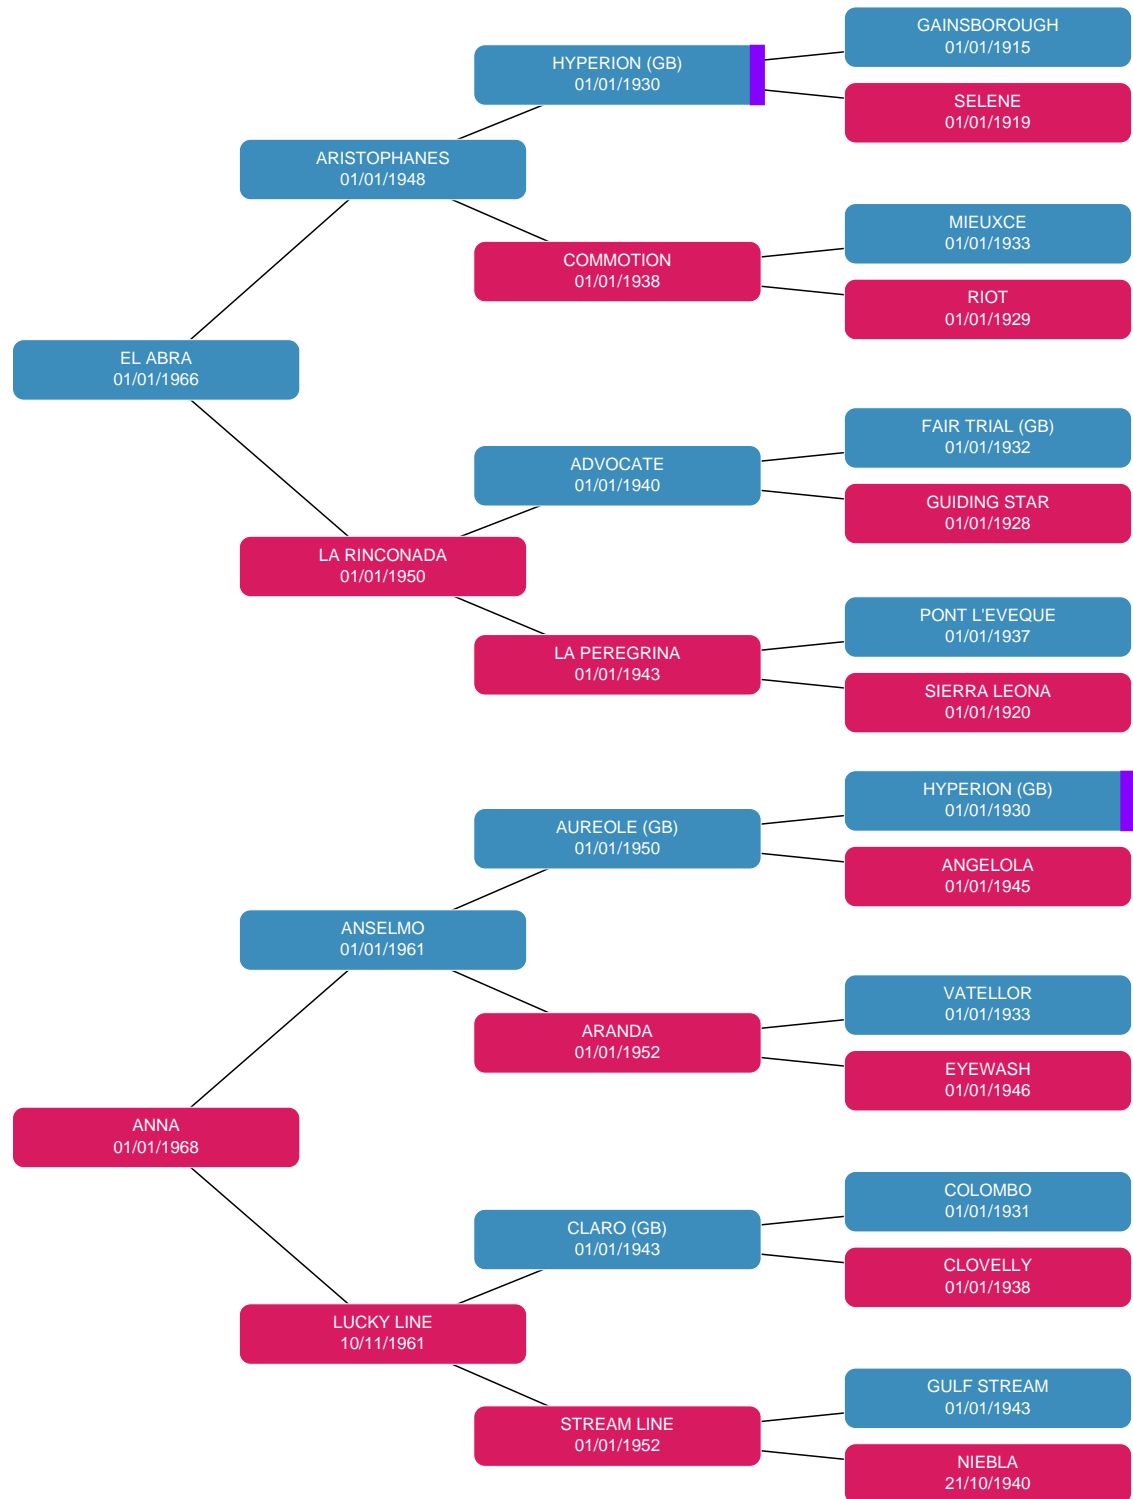 GAINSBOROUGH
01/01/1915
HYPERION (GB)
01/01/1930
SELENE
01/01/1919
ARISTOPHANES
01/01/1948
MIEUXCE
01/01/1933
COMMOTION
01/01/1938
RIOT
01/01/1929
EL ABRA
01/01/1966
FAIR TRIAL (GB)
01/01/1932
ADVOCATE
01/01/1940
GUIDING STAR
01/01/1928
LA RINCONADA
01/01/1950
PONT L'EVEQUE
01/01/1937
LA PEREGRINA
01/01/1943
SIERRA LEONA
01/01/1920
HYPERION (GB)
01/01/1930
AUREOLE (GB)
01/01/1950
ANGELOLA
01/01/1945
ANSELMO
01/01/1961
VATELLOR
01/01/1933
ARANDA
01/01/1952
EYEWASH
01/01/1946
ANNA
01/01/1968
COLOMBO
01/01/1931
CLARO (GB)
01/01/1943
CLOVELLY
01/01/1938
LUCKY LINE
10/11/1961
GULF STREAM
01/01/1943
STREAM LINE
01/01/1952
NIEBLA
21/10/1940